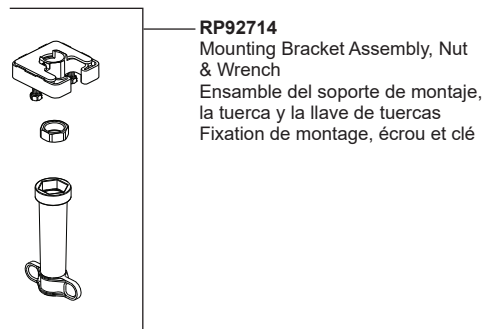 RP92714
Mounting Bracket Assembly, Nut
& Wrench
Ensamble del soporte de montaje,
la tuerca y la llave de tuercas
Fixation de montage, écrou et clé